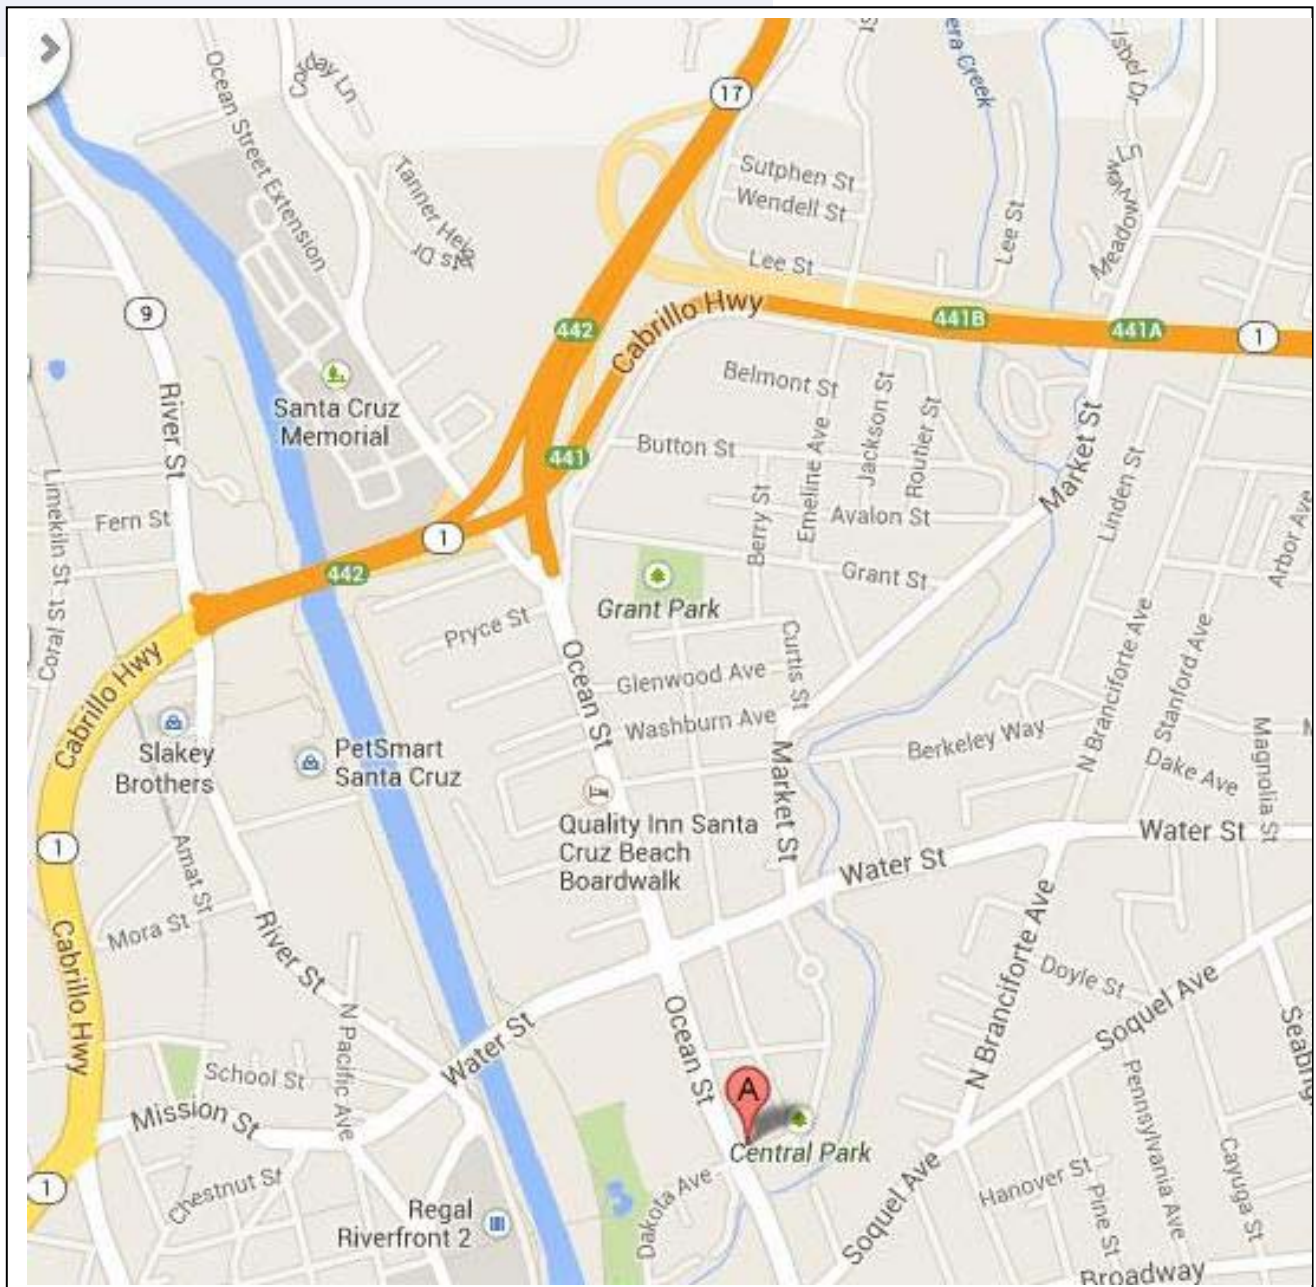 17
Ocean Street Extension
Corday Ln
Tanner Heights Dr
era Creek
Isbel Dr
Sutphen St
Wendell St
Lee St
Lee St
Meadow
9
442
Cabrillo Hwy
441B
441A
1
River St
Santa Cruz
Memorial
Belmont St
Button St
441
Emeline Ave
Jackson St
Routier St
Market St
Linden St
Limekiln St
Fern St
1
Berry St
Avalon St
Arbor Ave
442
Grant Park
Grant St
Coral St
Pryce St
Ocean St
Glenwood Ave
Curtis St
Washburn Ave
N Branciforte Ave
D Stanford Ave
Cabrillo Hwy
Slakey
Brothers
PetSmart
Santa Cruz
Market St
Berkeley Way
Dake Ave
Magnolia St
N
1
Quality Inn Santa
Cruz Beach
Boardwalk
Water St
Water St
Amat St
Mora St
River St
Cabrillo Hwy
N Pacific Ave
Water St
Ocean St
N Branciforte Ave
Doyle St
Soquel Ave
Seabrig
School St
Mission St
A
Central Park
Pennsylvania Ave
1
Chestnut St
Regal
Riverfront 2
Dakota Ave
Soquel Ave
Hanover St
Pine St
Cayuga St
Broadway